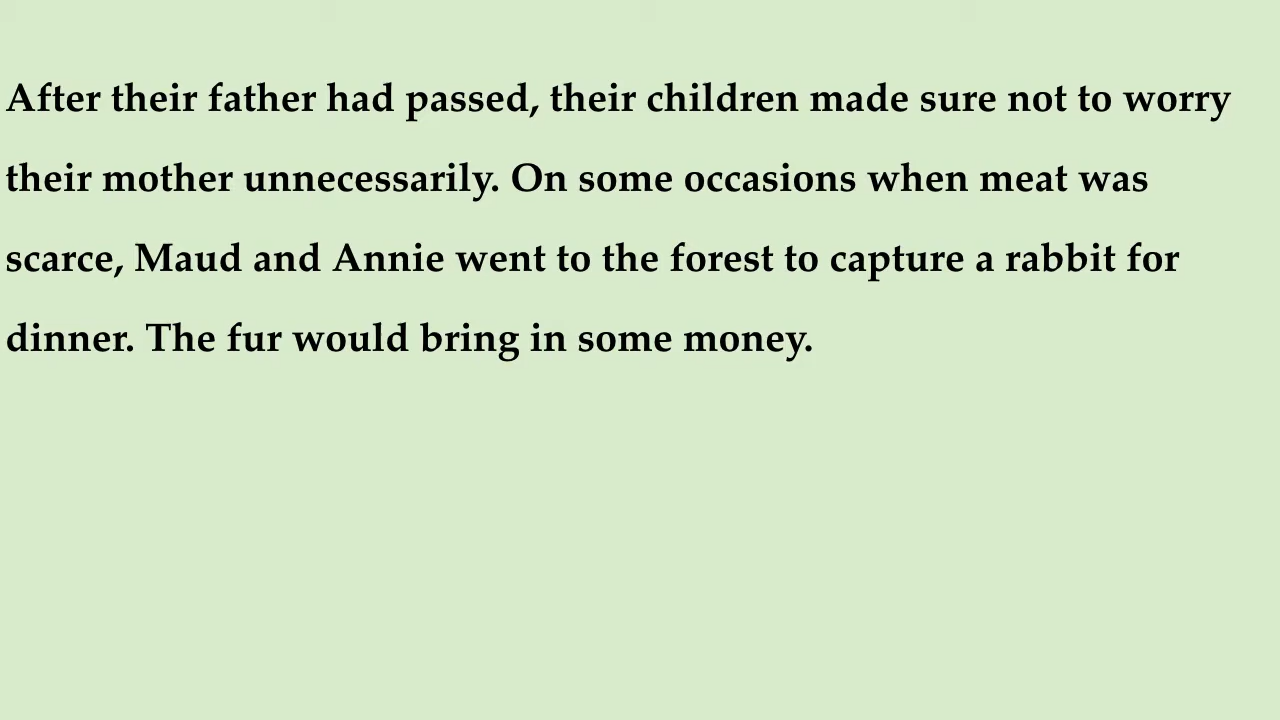 After their father had passed, their children made sure not to worry
their mother unnecessarily. On some occasions when meat was
scarce, Maud and Annie went to the forest to capture a rabbit for
dinner. The fur would bring in some money.